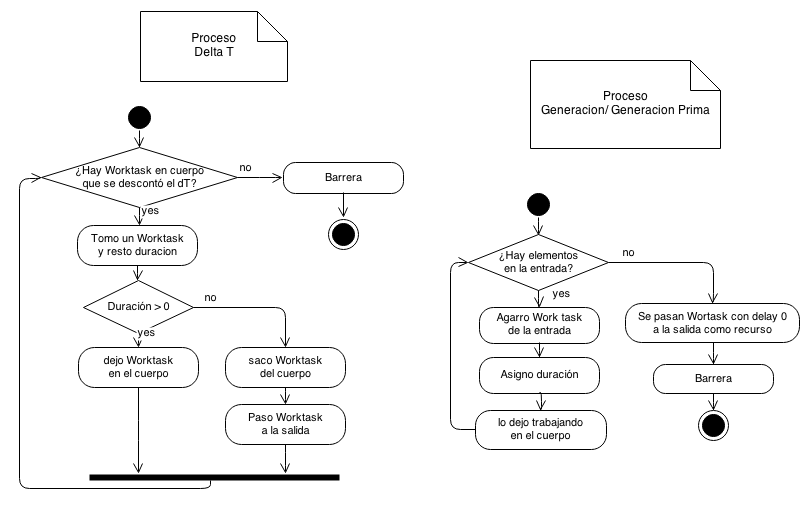 Proceso
Delta T
¿Hay Worktask en cuerpo
que se descontó el dT?
no
Barrera
yes
Tomo un Worktask
y resto duracion
Duración > 0
no
yes
dejo Worktask
en el cuerpo
saco Worktask
del cuerpo
Paso Worktask
a la salida
Proceso
Generacion/ Generacion Prima
¿Hay elementos
en la entrada?
no
yes
Agarro Work task
de la entrada
Se pasan Wortask con delay 0
a la salida como recurso
Asigno duración
Barrera
lo dejo trabajando
en el cuerpo